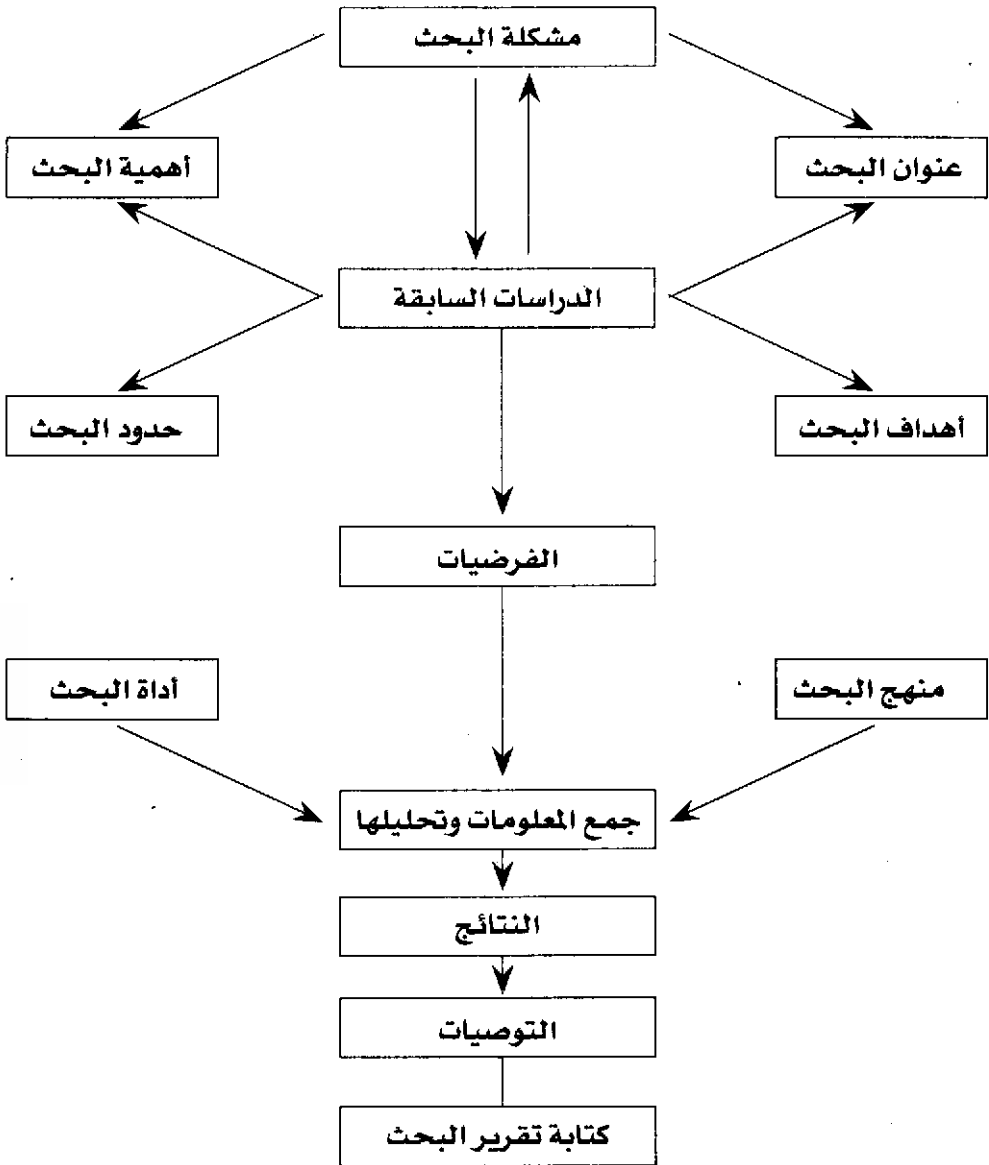 مشكلة البحث
عنوان البحث
أهمية البحث
الدراسات السابقة
أهداف البحث
حدود البحث
الفرضيات
منهج البحث
أداة البحث
جمع المعلومات وتحليلها
النتائج
التوصيات
كتابة تقرير البحث